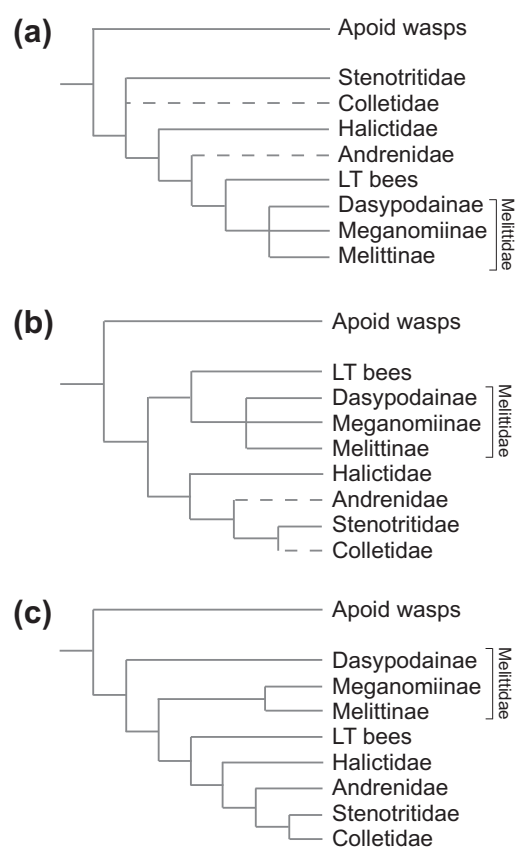 (a)
Apoid wasps
Stenotritidae
Colletidae
Halictidae
Andrenidae
LT bees
Dasypodainae
Meganomiinae
Melittinae
Melittidae
(b)
Apoid wasps
LT bees
Dasypodainae
Meganomiinae
Melittinae
Melittidae
Halictidae
Andrenidae
Stenotritidae
Colletidae
(c)
Apoid wasps
Dasypodainae
Meganomiinae
Melittinae
Melittidae
LT bees
Halictidae
Andrenidae
Stenotritidae
Colletidae